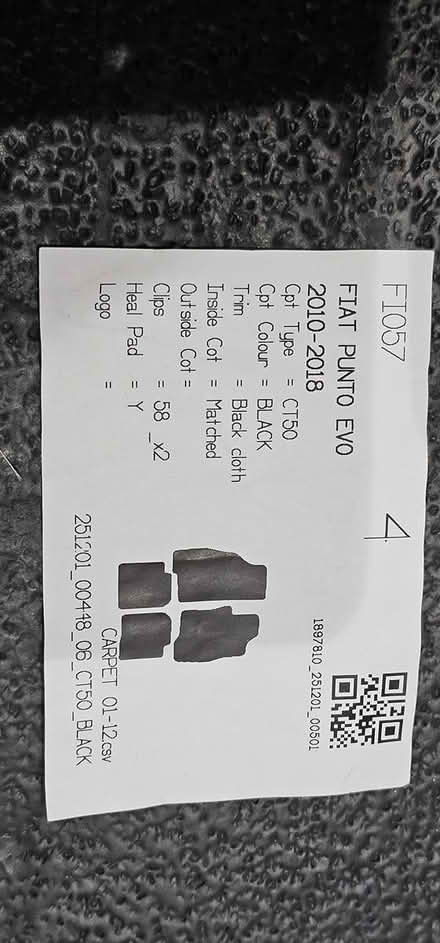 FI057
4
FIAT PUNTO EVO
2010-2018
1897810_251201_00501
Cpt Type = CT50
Cpt Colour = BLACK
Trim = Black cloth
Inside Cot = Matched
Outside Cot =
Clips = 58 _x2
Heal Pad = Y
Logo =
CARPET 01-12.csv
251201_00448_06_CT50_BLACK